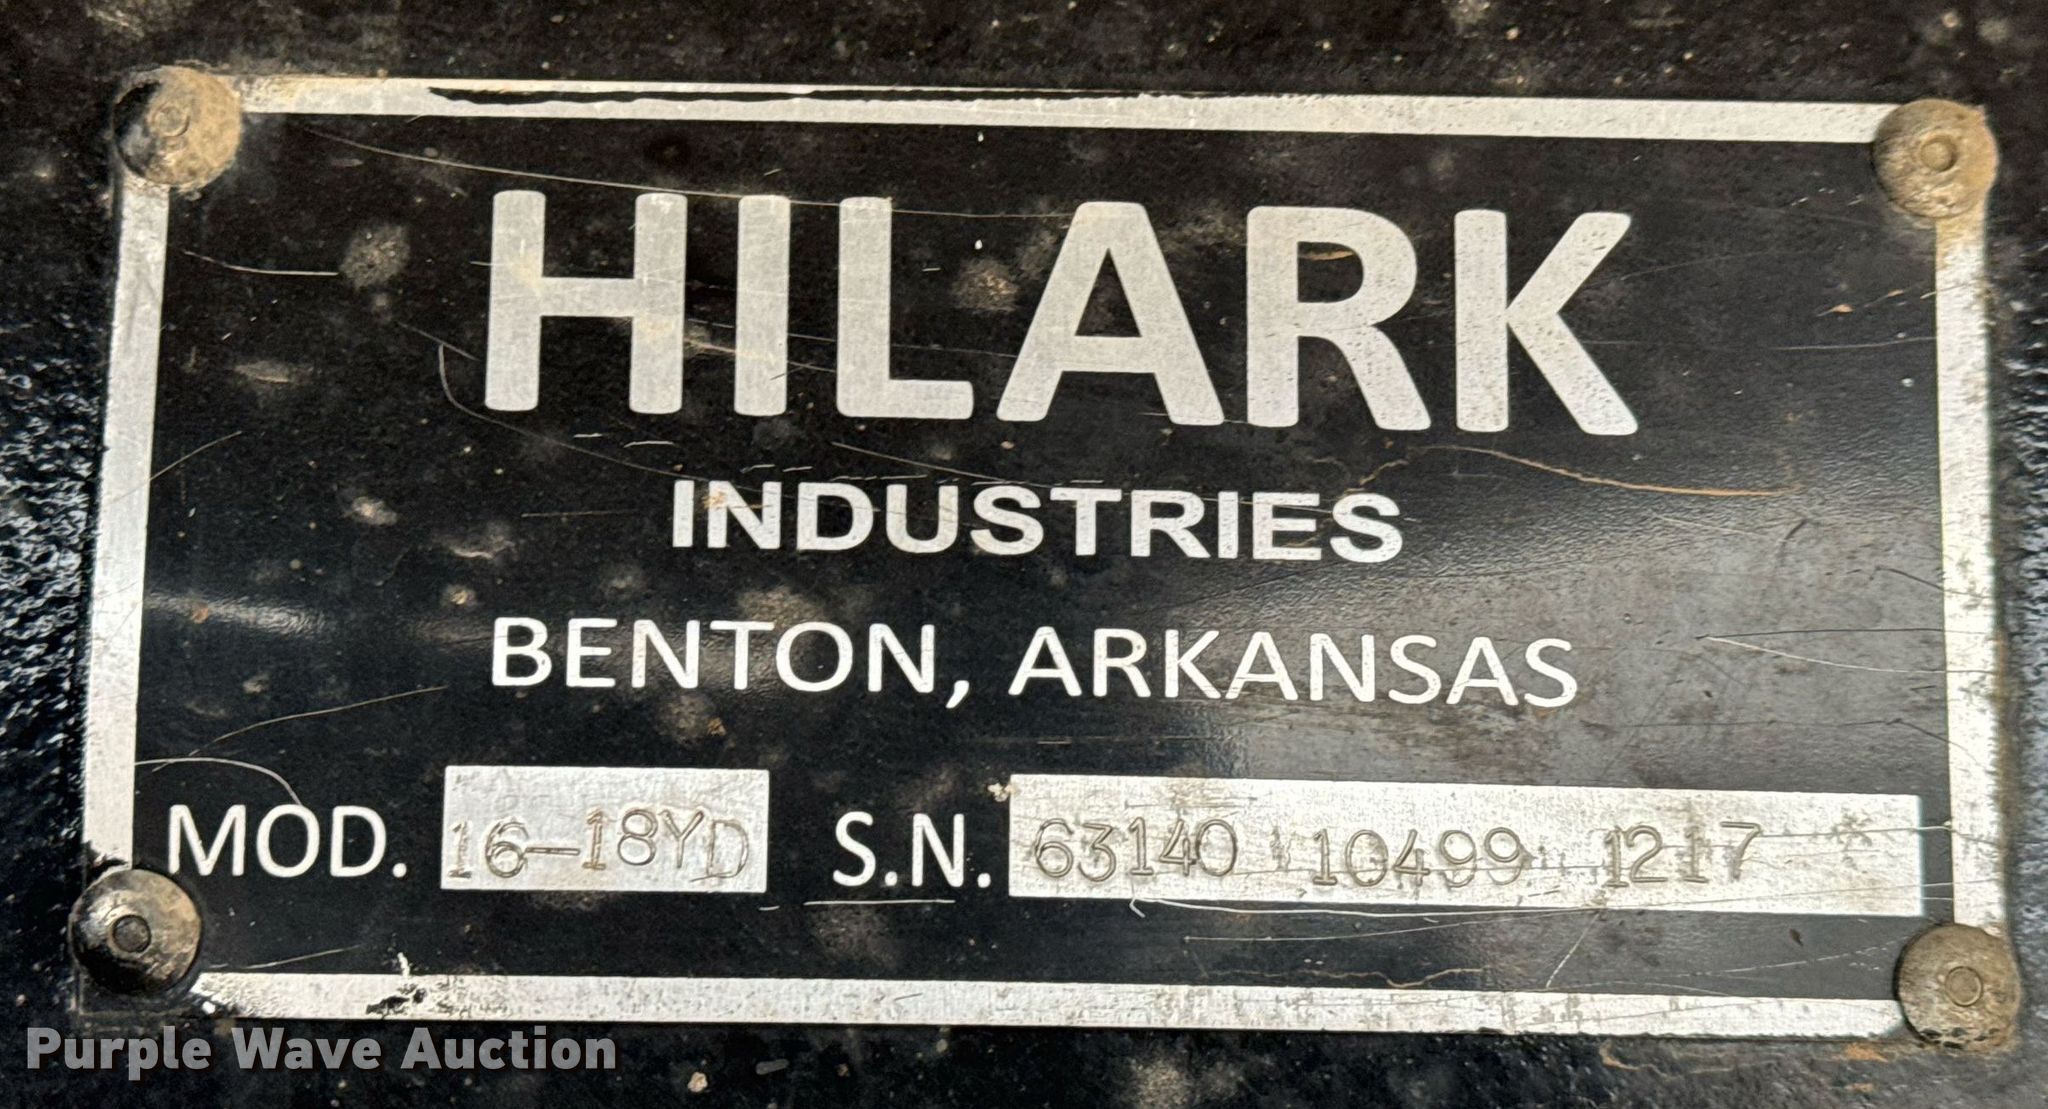 HILARK
INDUSTRIES
BENTON, ARKANSAS
MOD. 16-18YD S.N. 63140 10499 1217
Purple Wave Auction